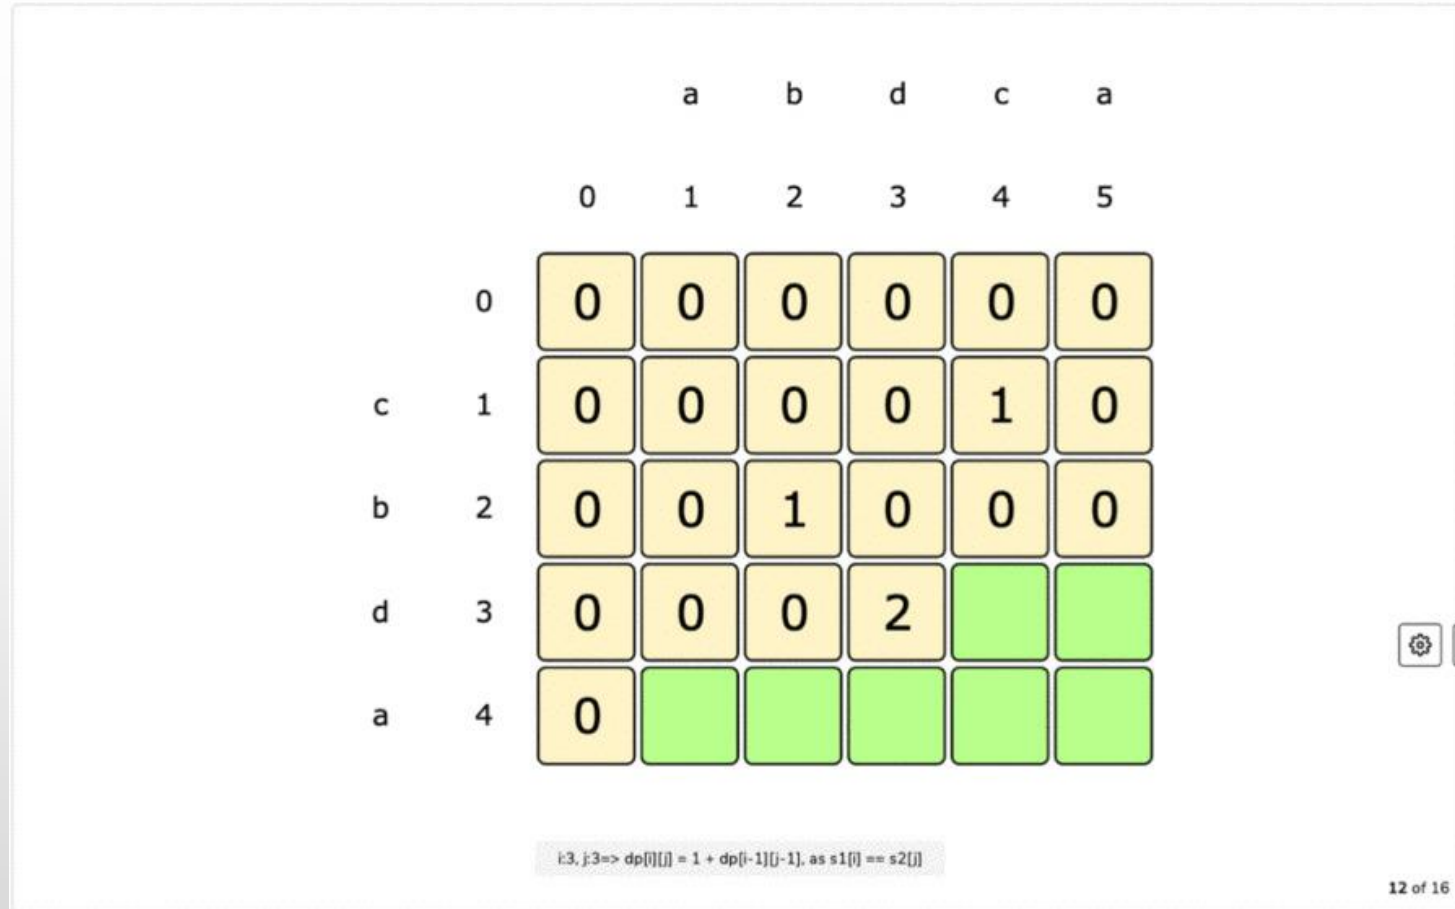 a b d c a
0 1 2 3 4 5
0 0 0 0 0 0 0
c 1 0 0 0 0 1 0
b 2 0 0 1 0 0 0
d 3 0 0 0 2
a 4 0
i:3, j:3=> dp[i][j] = 1 + dp[i-1][j-1], as s1[i] == s2[j]
12 of 16